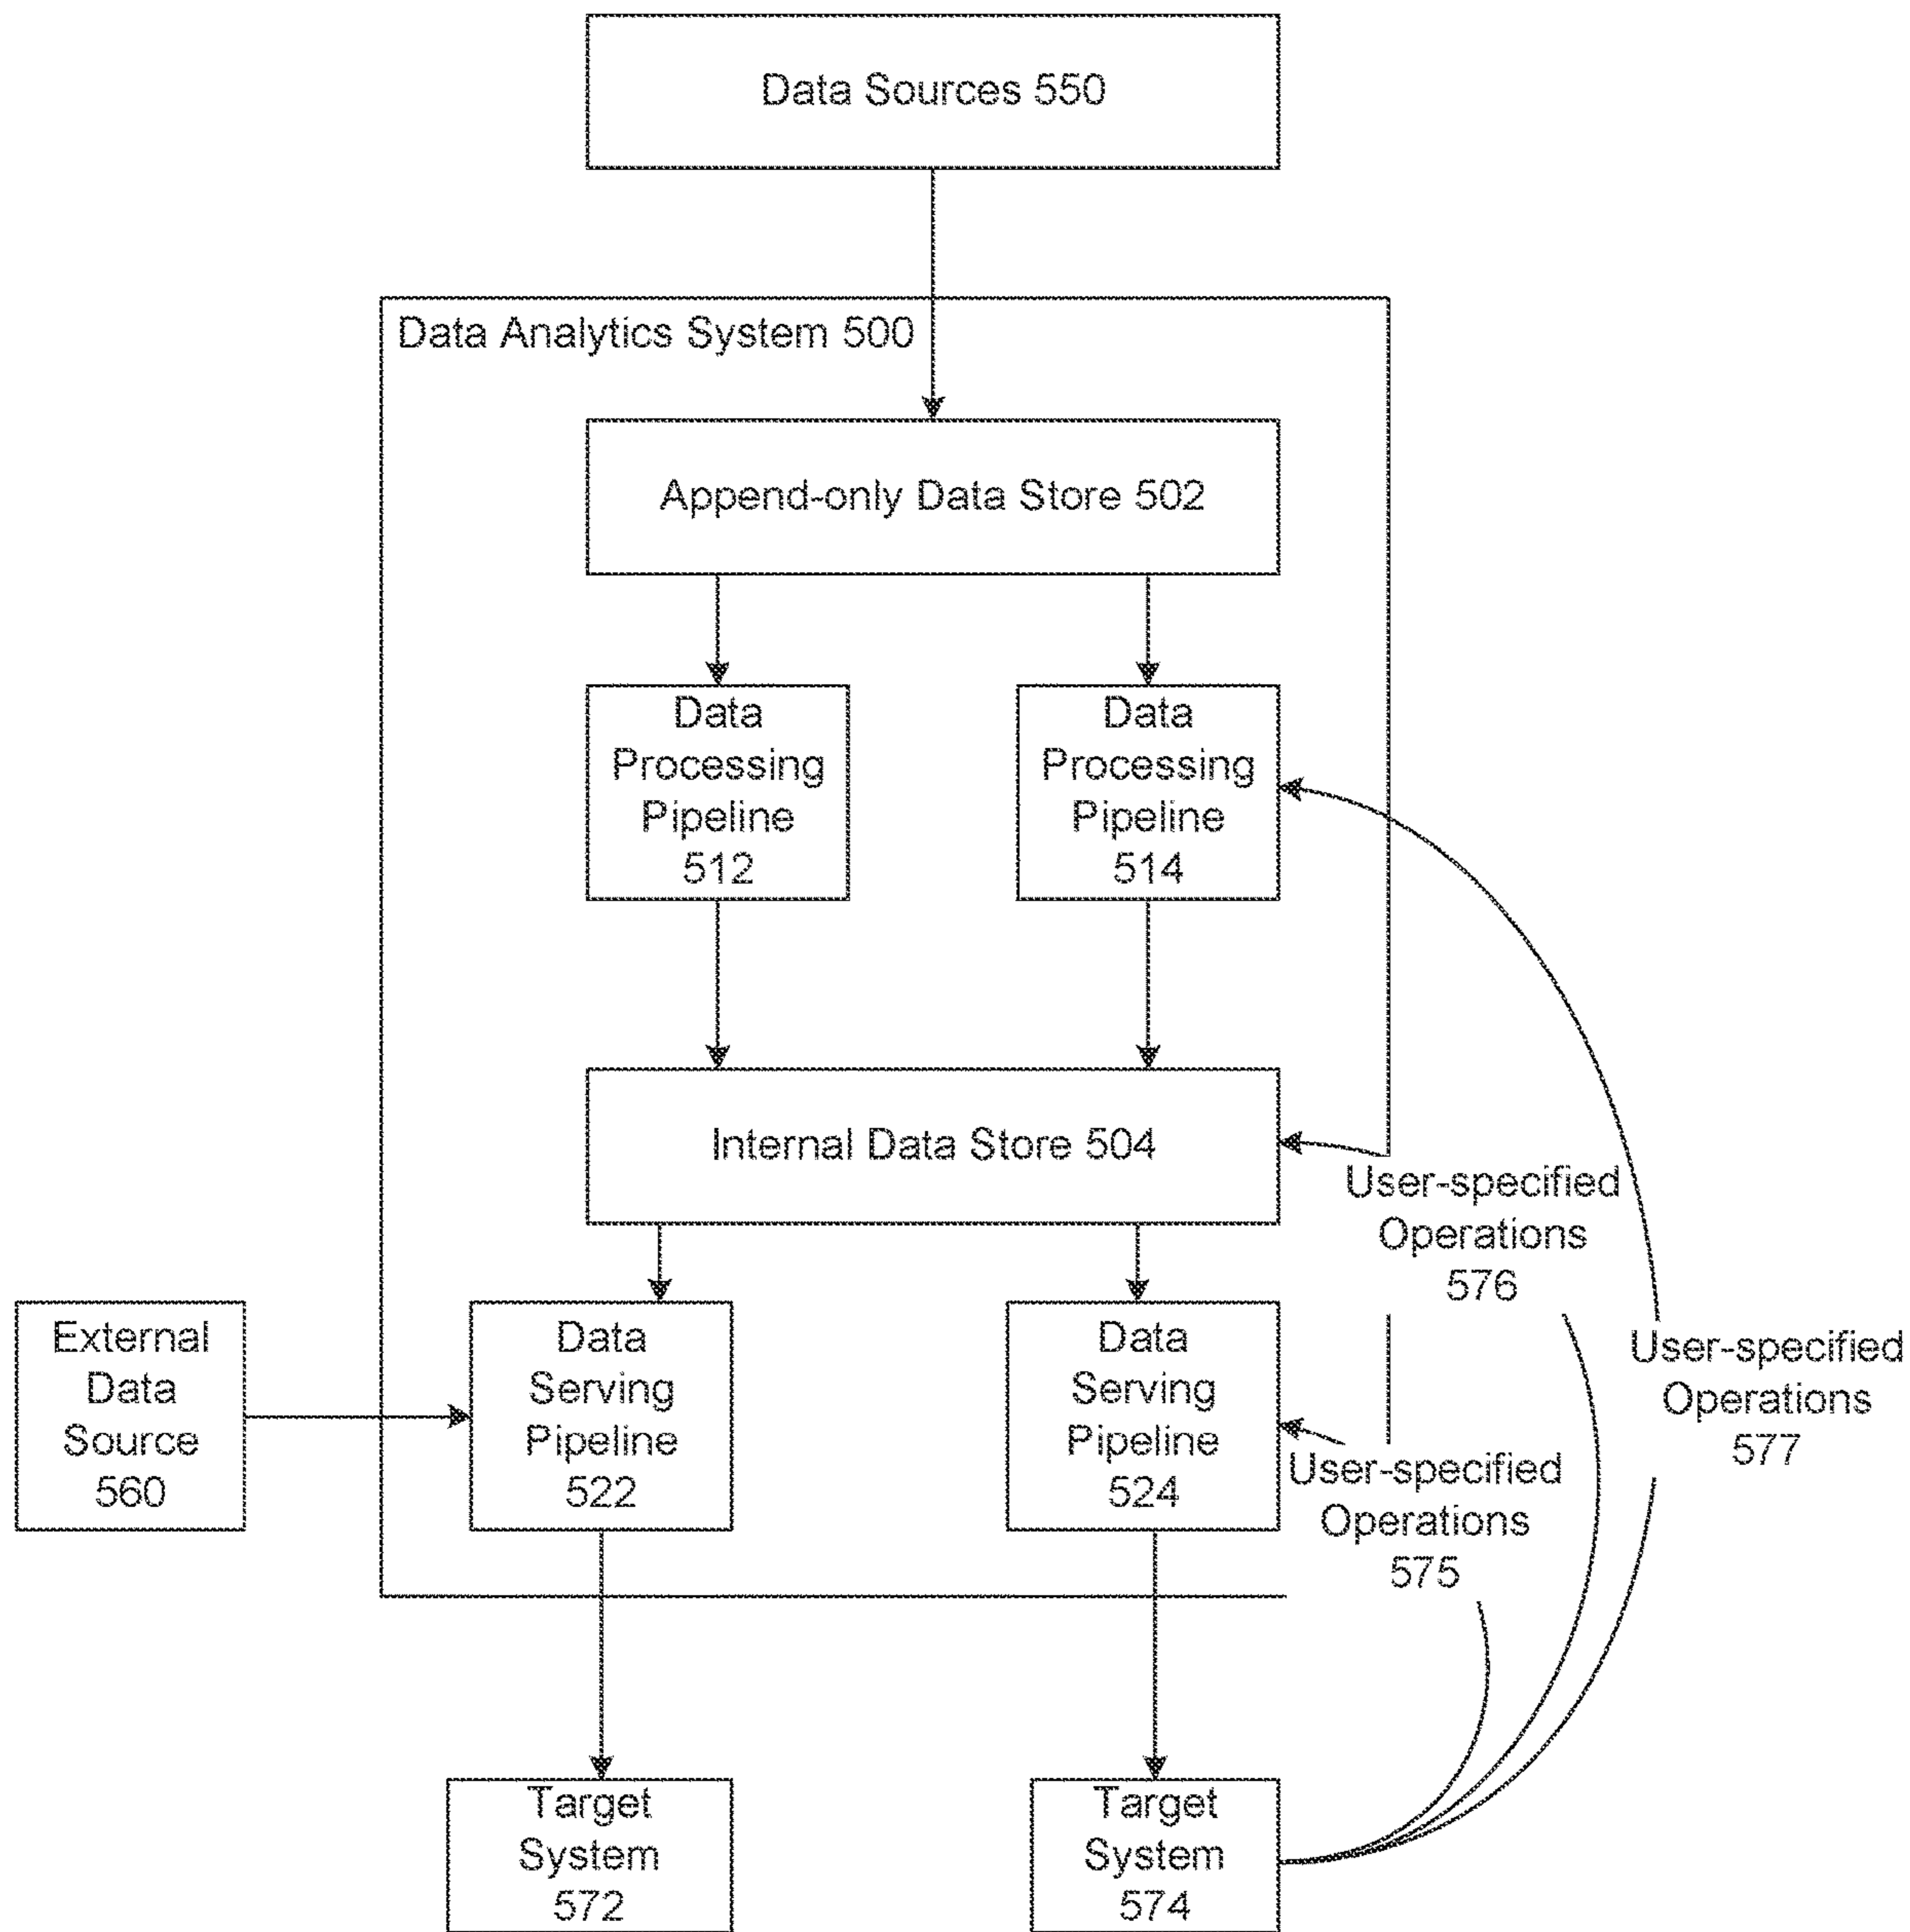 Data Sources 550
Data Analytics System 500
Append-only Data Store 502
Data
Processing
Pipeline
512
Data
Processing
Pipeline
514
Internal Data Store 504
User-specified
Operations
576
External
Data
Source
560
Data
Serving
Pipeline
522
Data
Serving
Pipeline
524
User-specified
Operations
577
User-specified
Operations
575
Target
System
572
Target
System
574